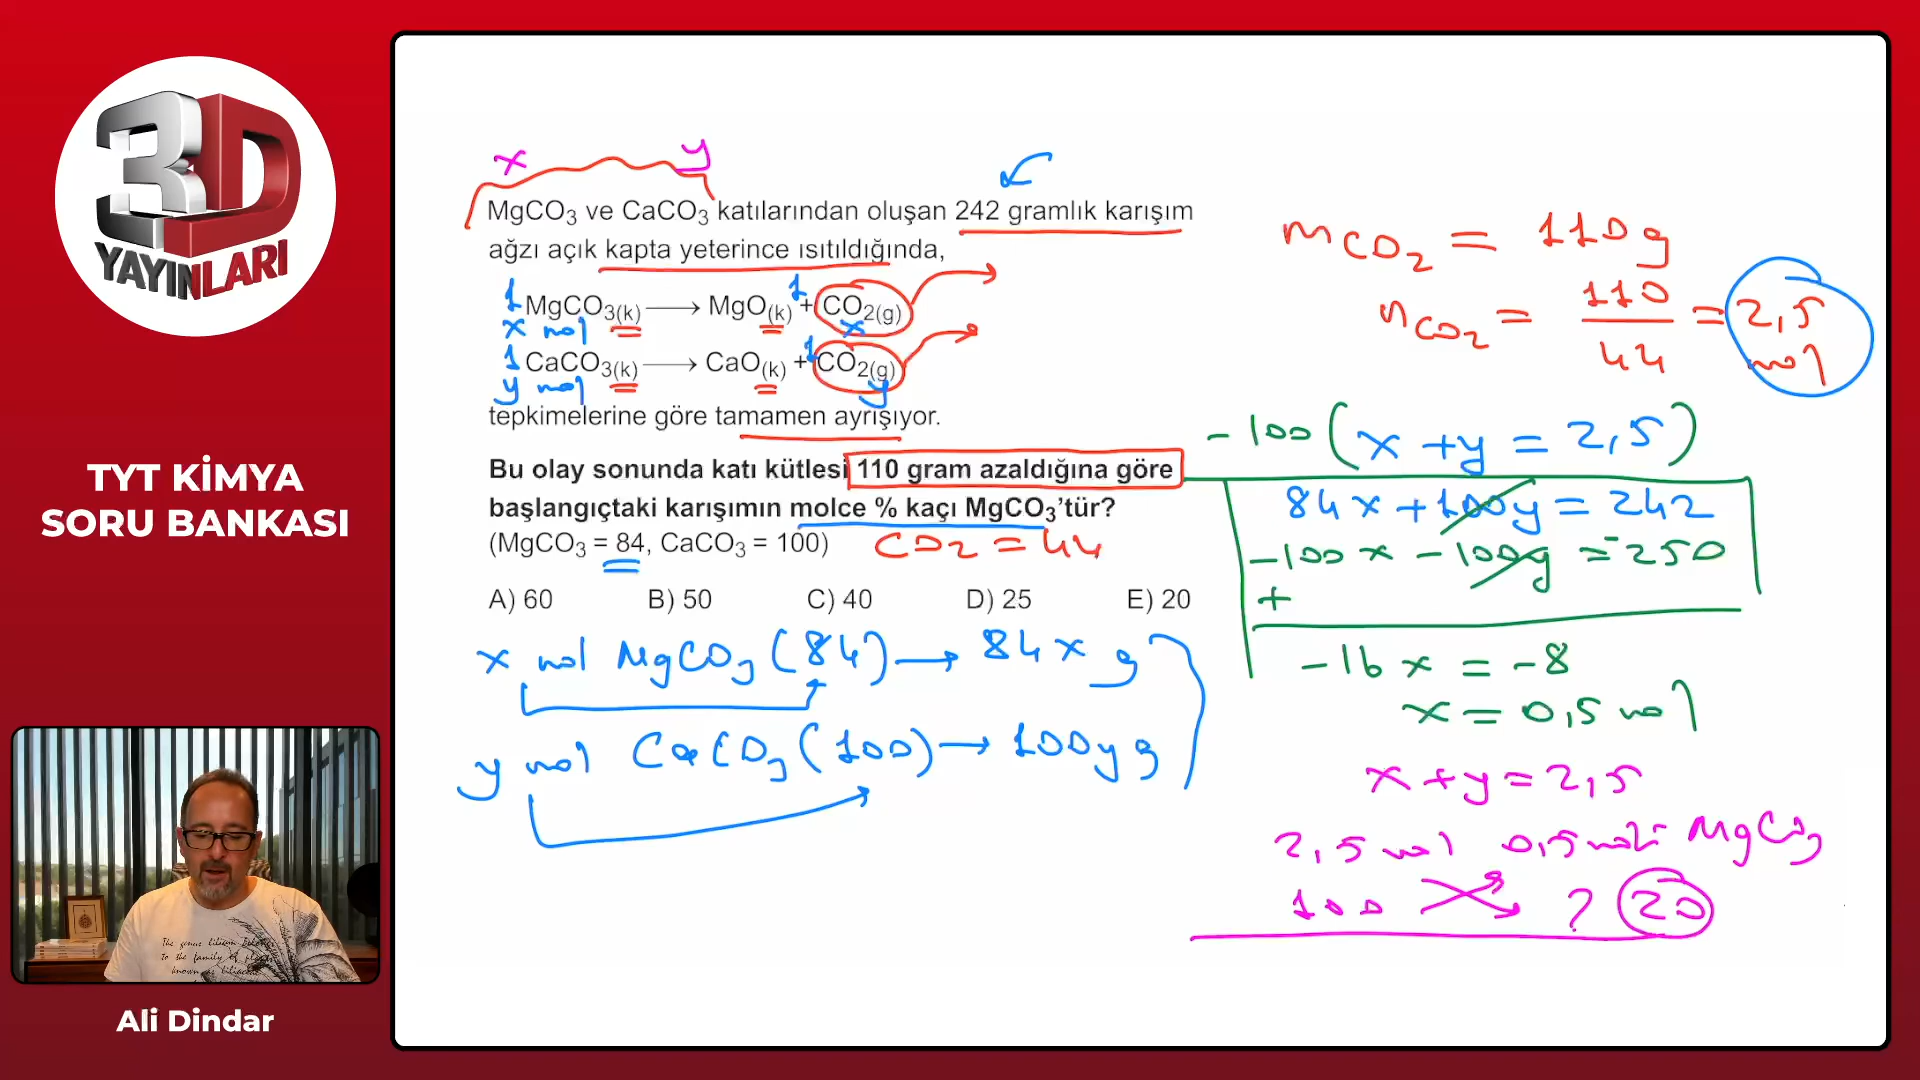 3D
YAYINLARI
TYT KİMYA
SORU BANKASI
Ali Dindar
x y
MgCO3 ve CaCO3 katılarından oluşan 242 gramlık karışım
ağzı açık kapta yeterince ısıtıldığında,
1 MgCO3(k) ⟶ MgO(k) + 1 CO2(g)
x mol x
1 CaCO3(k) ⟶ CaO(k) + 1 CO2(g)
y mol y
tepkimelerine göre tamamen ayrışıyor.
Bu olay sonunda katı kütlesi 110 gram azaldığına göre
başlangıçtaki karışımın molce % kaçı MgCO3'tür?
(MgCO3 = 84, CaCO3 = 100) CO2 = 44
A) 60 B) 50 C) 40 D) 25 E) 20
x mol MgCO3 (84) → 84x g
y mol CaCO3 (100) → 100y g
mCO2 = 110 g
nCO2 = 110/44 = 2,5 mol
-100 (x + y = 2,5)
84x + 100y = 242
-100x - 100y = -250
+
-16x = -8
x = 0,5 mol
x + y = 2,5
2,5 mol 0,5 molü MgCO3
100 ? 20